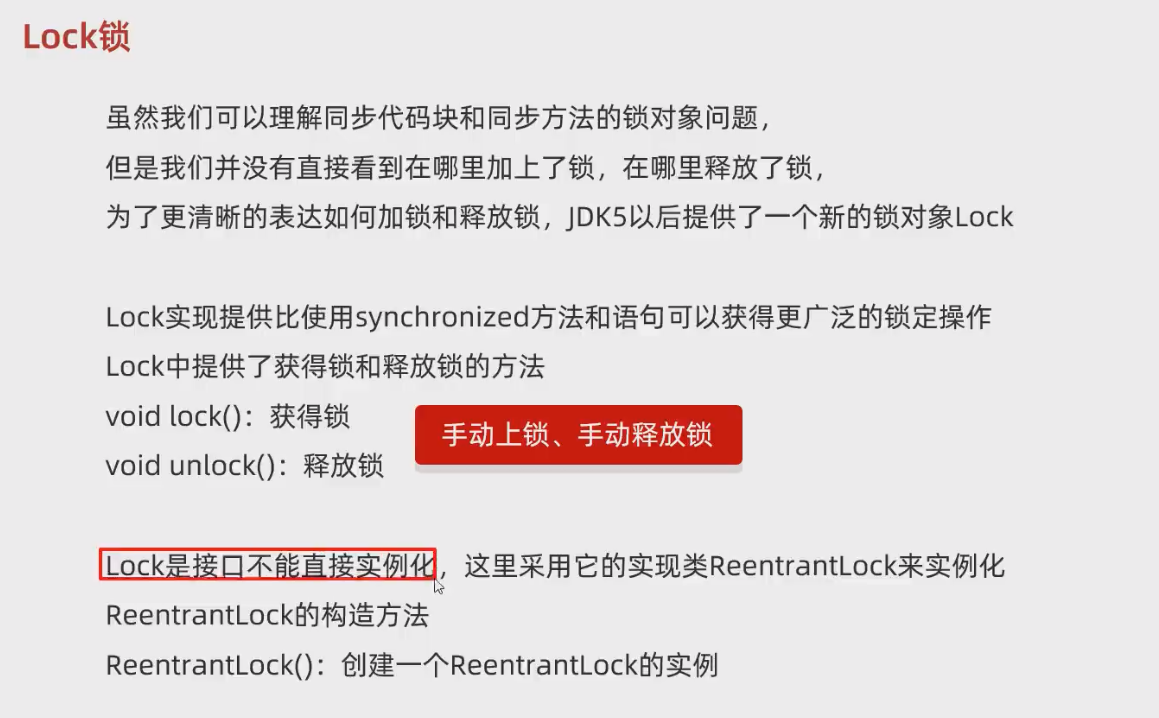 Lock锁
虽然我们可以理解同步代码块和同步方法的锁对象问题，
但是我们并没有直接看到在哪里加上了锁，在哪里释放了锁，
为了更清晰的表达如何加锁和释放锁，JDK5以后提供了一个新的锁对象Lock
Lock实现提供比使用synchronized方法和语句可以获得更广泛的锁定操作
Lock中提供了获得锁和释放锁的方法
void lock()：获得锁
手动上锁、手动释放锁
void unlock()：释放锁
Lock是接口不能直接实例化，这里采用它的实现类ReentrantLock来实例化
ReentrantLock的构造方法
ReentrantLock()：创建一个ReentrantLock的实例